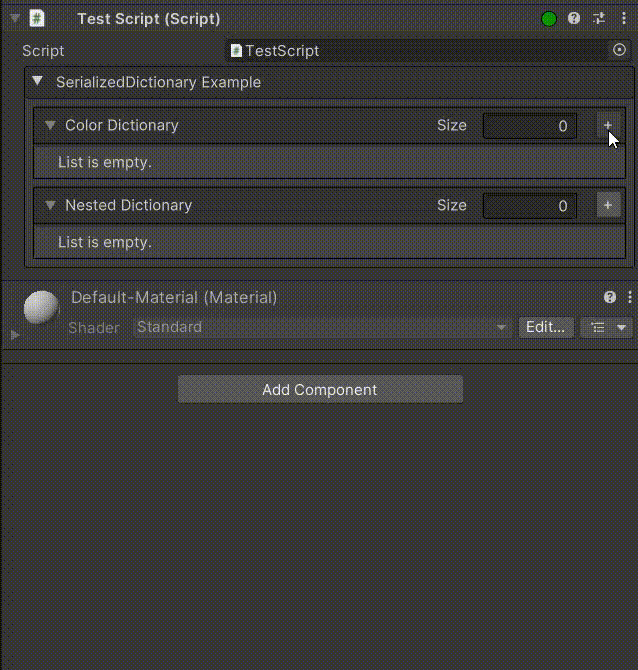 Test Script (Script)
Script TestScript
SerializedDictionary Example
Color Dictionary Size 0 +
List is empty.
Nested Dictionary Size 0 +
List is empty.
Default-Material (Material)
Shader Standard Edit...
Add Component